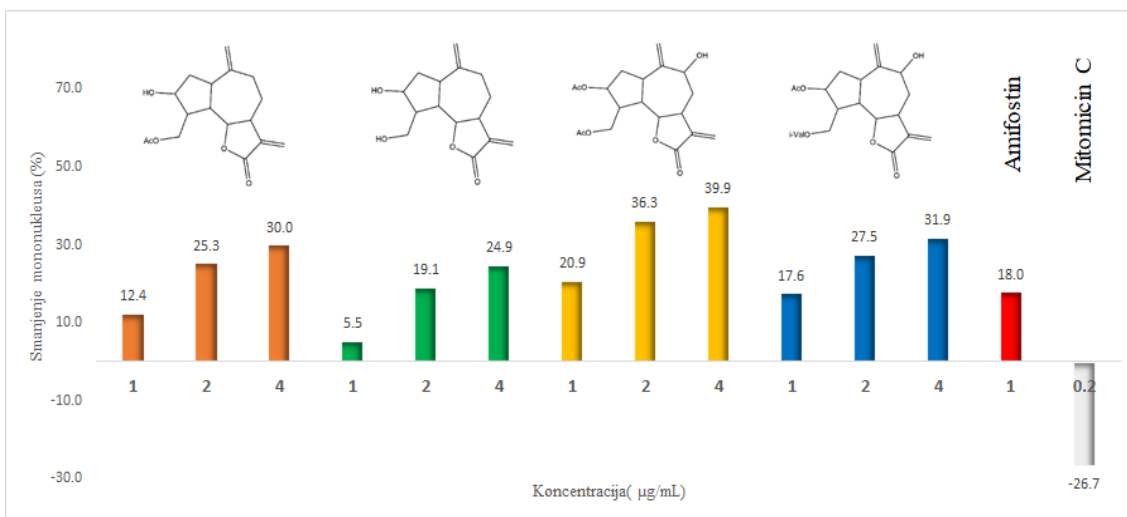 70.0
50.0
30.0
10.0
-10.0
-30.0
Smanjenje mononukleusa (%)
HO
AcO
O
O
HO
HO
O
O
OH
AcO
AcO
O
O
OH
AcO
i-ValO
O
O
Amifostin
Mitomicin C
12.4
25.3
30.0
5.5
19.1
24.9
20.9
36.3
39.9
17.6
27.5
31.9
18.0
-26.7
1 2 4 1 2 4 1 2 4 1 2 4 1 0.2
Koncentracija( μg/mL)